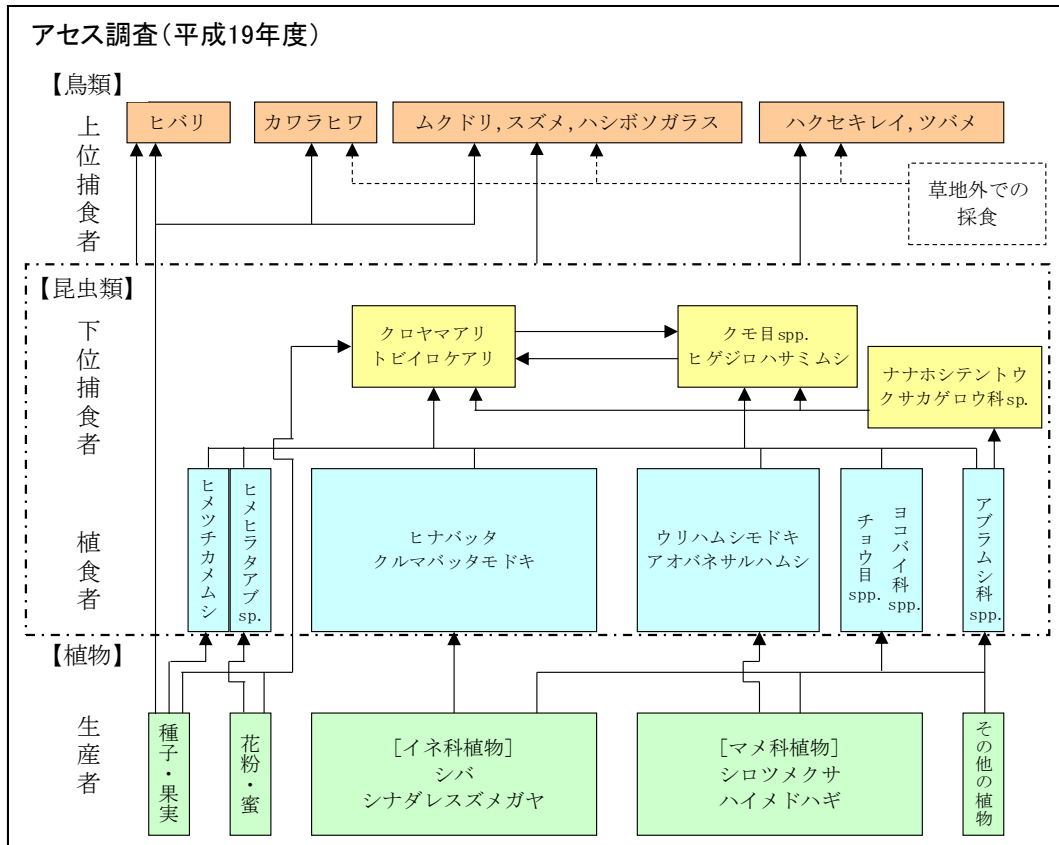 アセス調査(平成19年度)
【鳥類】
上位捕食者
ヒバリ
カワラヒワ
ムクドリ,スズメ,ハシボソガラス
ハクセキレイ,ツバメ
草地外での
採食
【昆虫類】
下位捕食者
クロヤマアリ
トビイロケアリ
クモ目spp.
ヒゲジロハサミムシ
ナナホシテントウ
クサカゲロウ科sp.
植食者
ヒメツチカメムシ
ヒメヒラタアブsp.
ヒナバッタ
クルマバッタモドキ
ウリハムシモドキ
アオバネサルハムシ
ヨコバイ科spp.
チョウ目spp.
アブラムシ科spp.
【植物】
生産者
種子・果実
花粉・蜜
[イネ科植物]
シバ
シナダレスズメガヤ
[マメ科植物]
シロツメクサ
ハイメドハギ
その他の植物